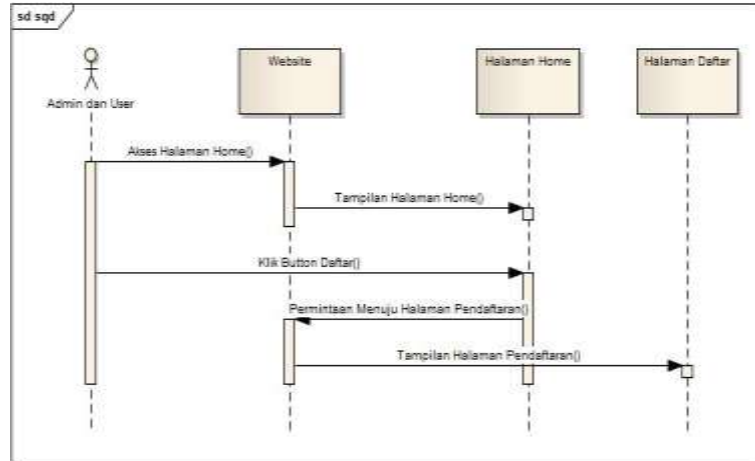 sd sqd
Admin dan User
Website
Halaman Home
Halaman Daftar
Akses Halaman Home()
Tampilan Halaman Home()
Klik Button Daftar()
Permintaan Menuju Halaman Pendaftaran()
Tampilan Halaman Pendaftaran()